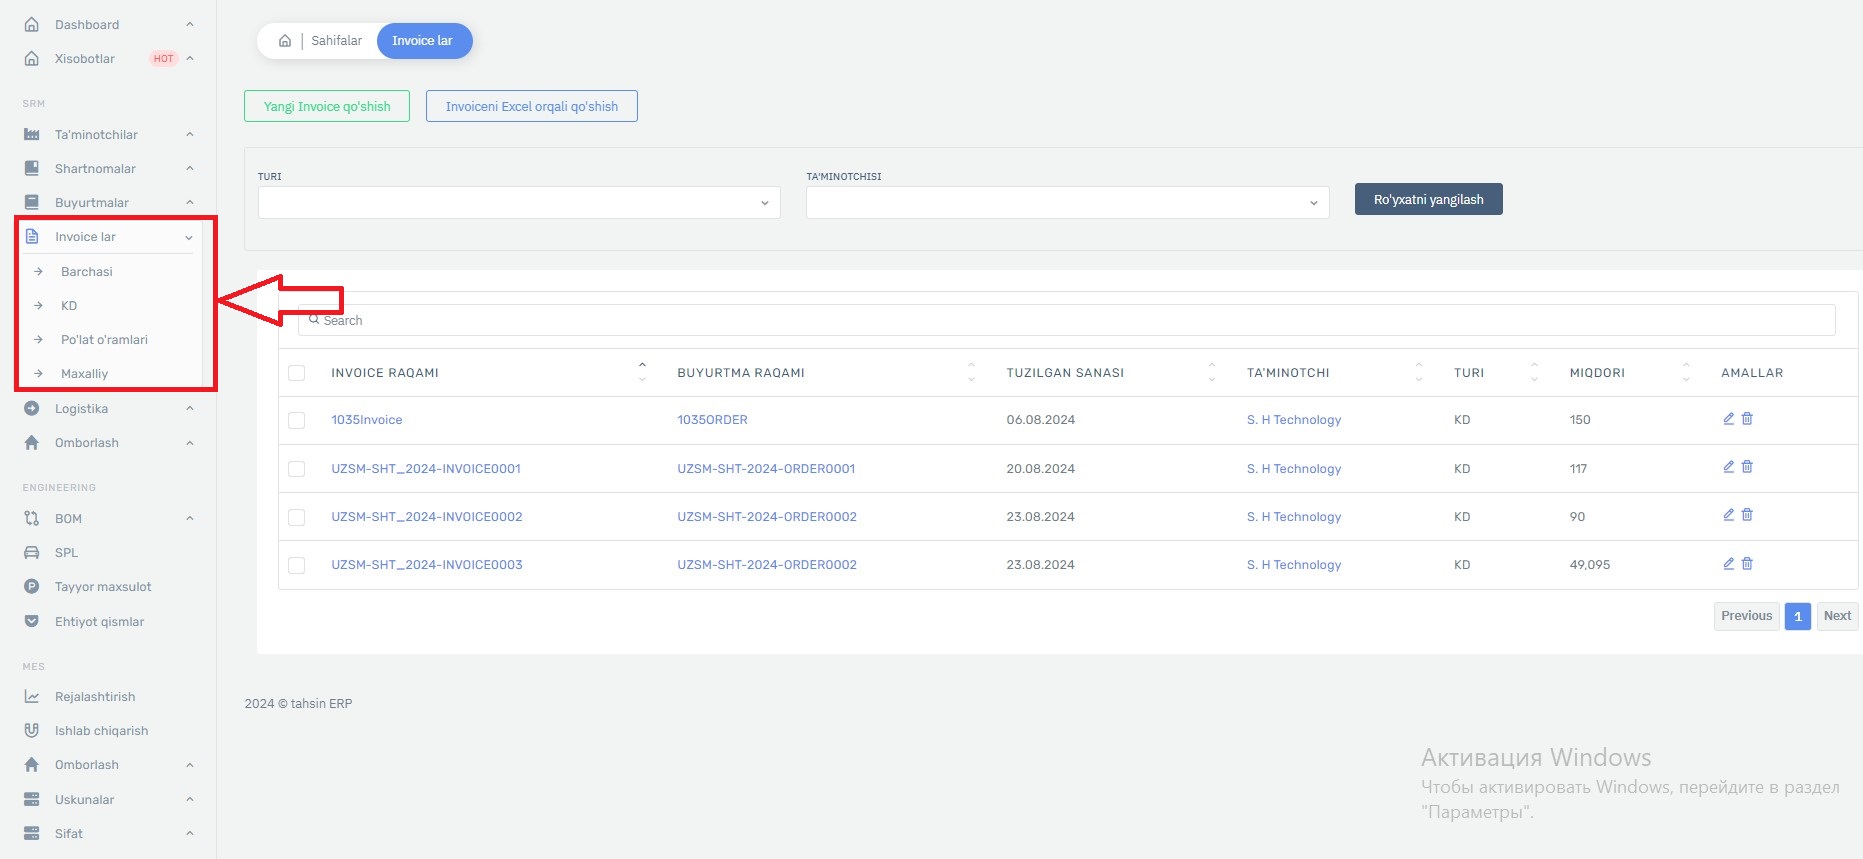 Dashboard
Xisobotlar HOT
SRM
Ta'minotchilar
Shartnomalar
Buyurtmalar
Invoice lar
Barchasi
KD
Po'lat o'ramlari
Maxalliy
Logistika
Omborlash
ENGINEERING
BOM
SPL
Tayyor maxsulot
Ehtiyot qismlar
MES
Rejalashtirish
Ishlab chiqarish
Omborlash
Uskunalar
Sifat
Sahifalar Invoice lar
Yangi Invoice qo'shish Invoiceni Excel orqali qo'shish
TURI TA'MINOTCHISI
Ro'yxatni yangilash
Search
INVOICE RAQAMI BUYURTMA RAQAMI TUZILGAN SANASI TA'MINOTCHI TURI MIQDORI AMALLAR
1035Invoice 1035ORDER 06.08.2024 S. H Technology KD 150
UZSM-SHT_2024-INVOICE0001 UZSM-SHT-2024-ORDER0001 20.08.2024 S. H Technology KD 117
UZSM-SHT_2024-INVOICE0002 UZSM-SHT-2024-ORDER0002 23.08.2024 S. H Technology KD 90
UZSM-SHT_2024-INVOICE0003 UZSM-SHT-2024-ORDER0002 23.08.2024 S. H Technology KD 49,095
Previous 1 Next
2024 © tahsin ERP
Активация Windows
Чтобы активировать Windows, перейдите в раздел
"Параметры".